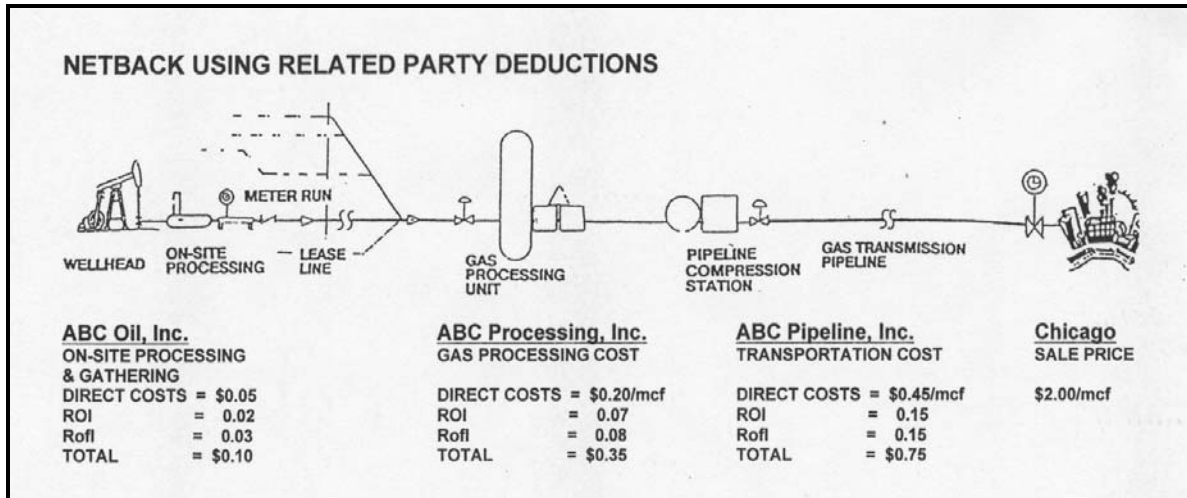 NETBACK USING RELATED PARTY DEDUCTIONS
METER RUN
WELLHEAD
ON-SITE
PROCESSING
LEASE
LINE
GAS
PROCESSING
UNIT
PIPELINE
COMPRESSION
STATION
GAS TRANSMISSION
PIPELINE
ABC Oil, Inc.
ON-SITE PROCESSING
& GATHERING
DIRECT COSTS = $0.05
ROI = 0.02
RofI = 0.03
TOTAL = $0.10
ABC Processing, Inc.
GAS PROCESSING COST
DIRECT COSTS = $0.20/mcf
ROI = 0.07
RofI = 0.08
TOTAL = $0.35
ABC Pipeline, Inc.
TRANSPORTATION COST
DIRECT COSTS = $0.45/mcf
ROI = 0.15
RofI = 0.15
TOTAL = $0.75
Chicago
SALE PRICE
$2.00/mcf